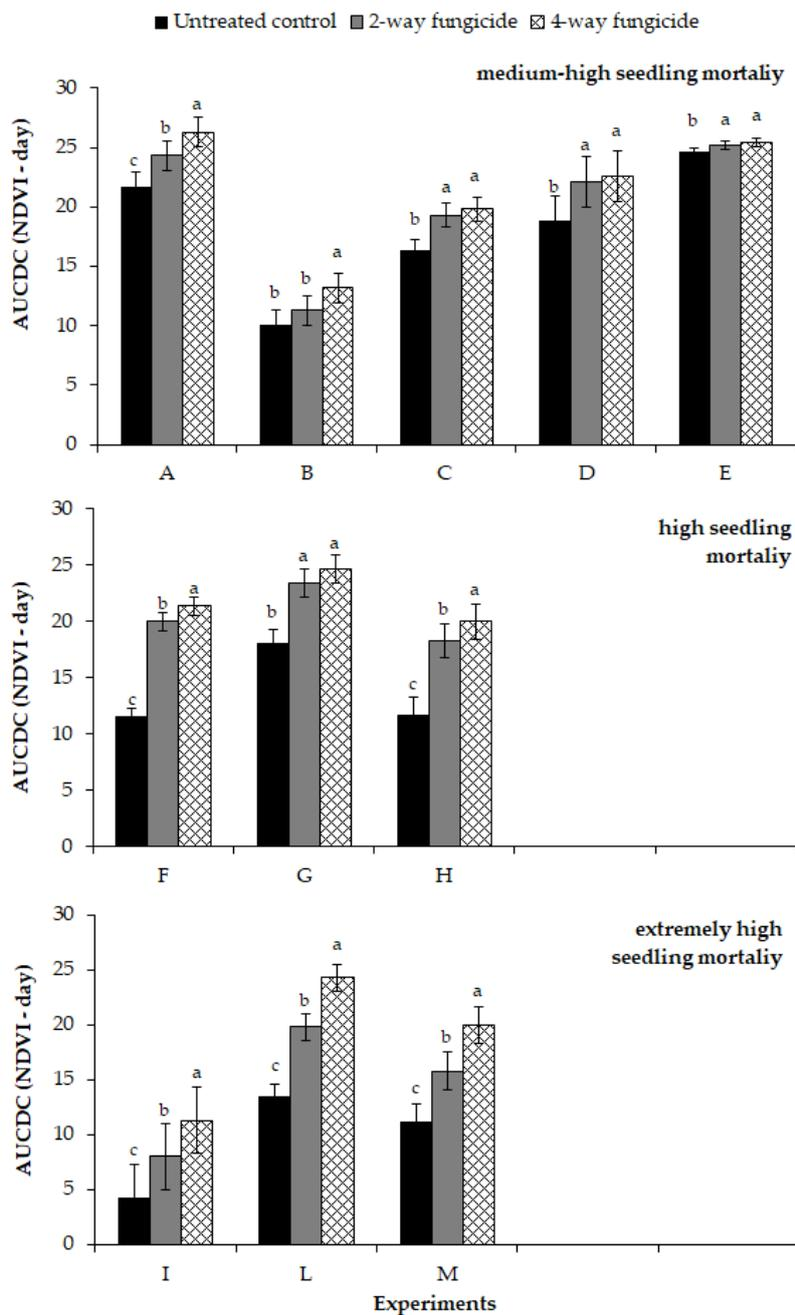 Untreated control 2-way fungicide 4-way fungicide
medium-high seedling mortaliy
AUCDC (NDVI - day)
30
25
20
15
10
5
0
c b a
b b a
b a a
b a a
b a a
A B C D E
high seedling
mortaliy
AUCDC (NDVI - day)
30
25
20
15
10
5
0
c b a
b a a
c b a
F G H
extremely high
seedling mortaliy
AUCDC (NDVI - day)
30
25
20
15
10
5
0
c b a
c b a
c b a
I L M
Experiments